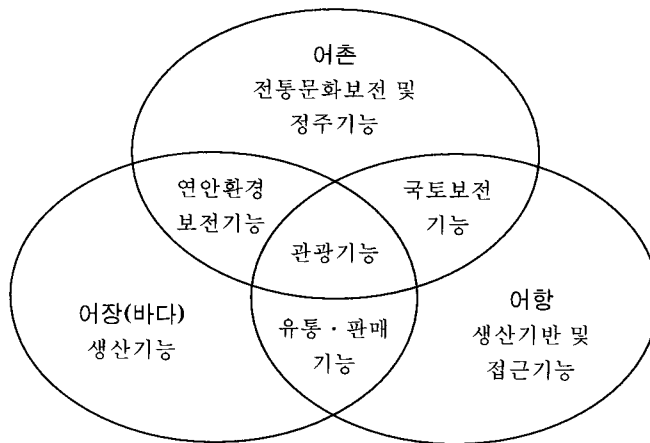 어촌
전통문화보전 및
정주기능
연안환경
보전기능
국토보전
기능
관광기능
어장(바다)
생산기능
유통·판매
기능
어항
생산기반 및
접근기능